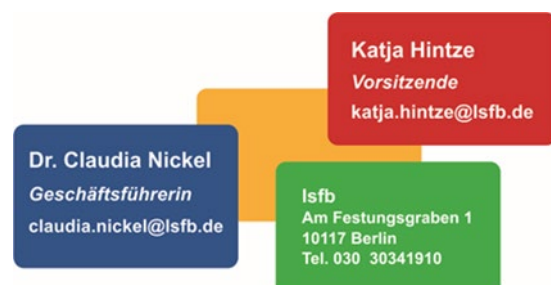 Katja Hintze
Vorsitzende
katja.hintze@lsfb.de
Dr. Claudia Nickel
Geschäftsführerin
claudia.nickel@lsfb.de
lsfb
Am Festungsgraben 1
10117 Berlin
Tel. 030 30341910